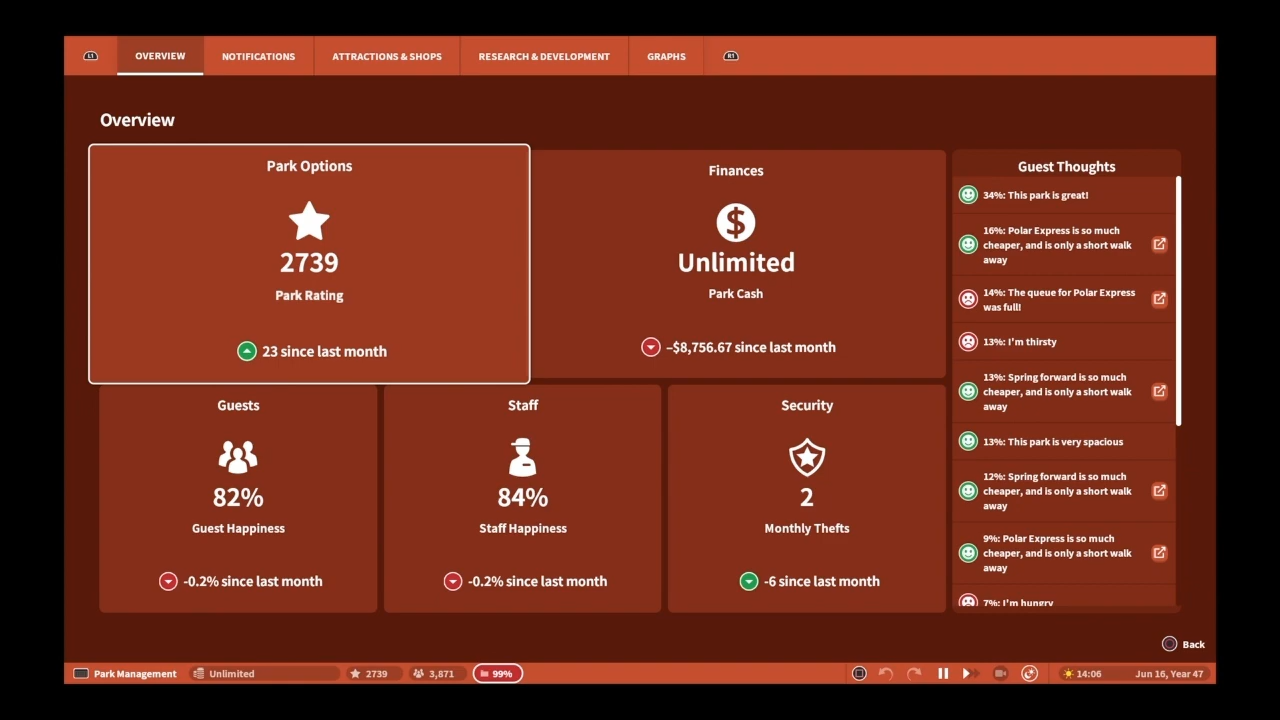 L1
OVERVIEW
NOTIFICATIONS
ATTRACTIONS & SHOPS
RESEARCH & DEVELOPMENT
GRAPHS
R1
Overview
Park Options
2739
Park Rating
23 since last month
Finances
$
Unlimited
Park Cash
-$8,756.67 since last month
Guests
82%
Guest Happiness
-0.2% since last month
Staff
84%
Staff Happiness
-0.2% since last month
Security
2
Monthly Thefts
-6 since last month
Guest Thoughts
34%: This park is great!
16%: Polar Express is so much
cheaper, and is only a short walk
away
14%: The queue for Polar Express
was full!
13%: I'm thirsty
13%: Spring forward is so much
cheaper, and is only a short walk
away
13%: This park is very spacious
12%: Spring forward is so much
cheaper, and is only a short walk
away
9%: Polar Express is so much
cheaper, and is only a short walk
away
7%: I'm hungry
Back
Park Management
Unlimited
2739
3,871
99%
14:06
Jun 16, Year 47